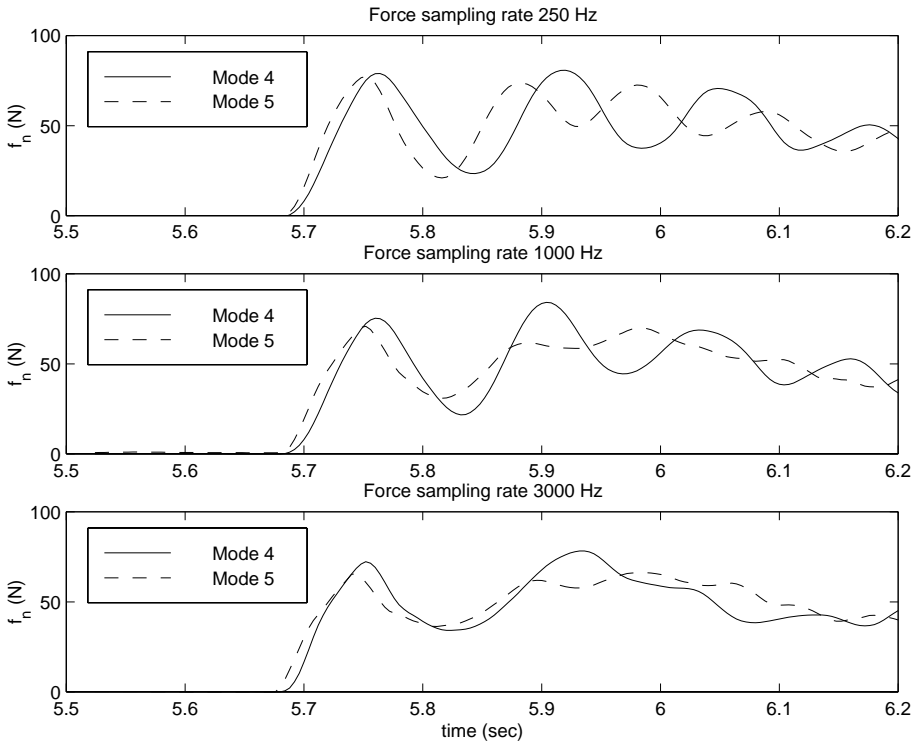 Force sampling rate 250 Hz
100
50
0
f_n (N)
Mode 4
Mode 5
5.5 5.6 5.7 5.8 5.9 6 6.1 6.2
Force sampling rate 1000 Hz
100
50
0
f_n (N)
Mode 4
Mode 5
5.5 5.6 5.7 5.8 5.9 6 6.1 6.2
Force sampling rate 3000 Hz
100
50
0
f_n (N)
Mode 4
Mode 5
5.5 5.6 5.7 5.8 5.9 6 6.1 6.2
time (sec)